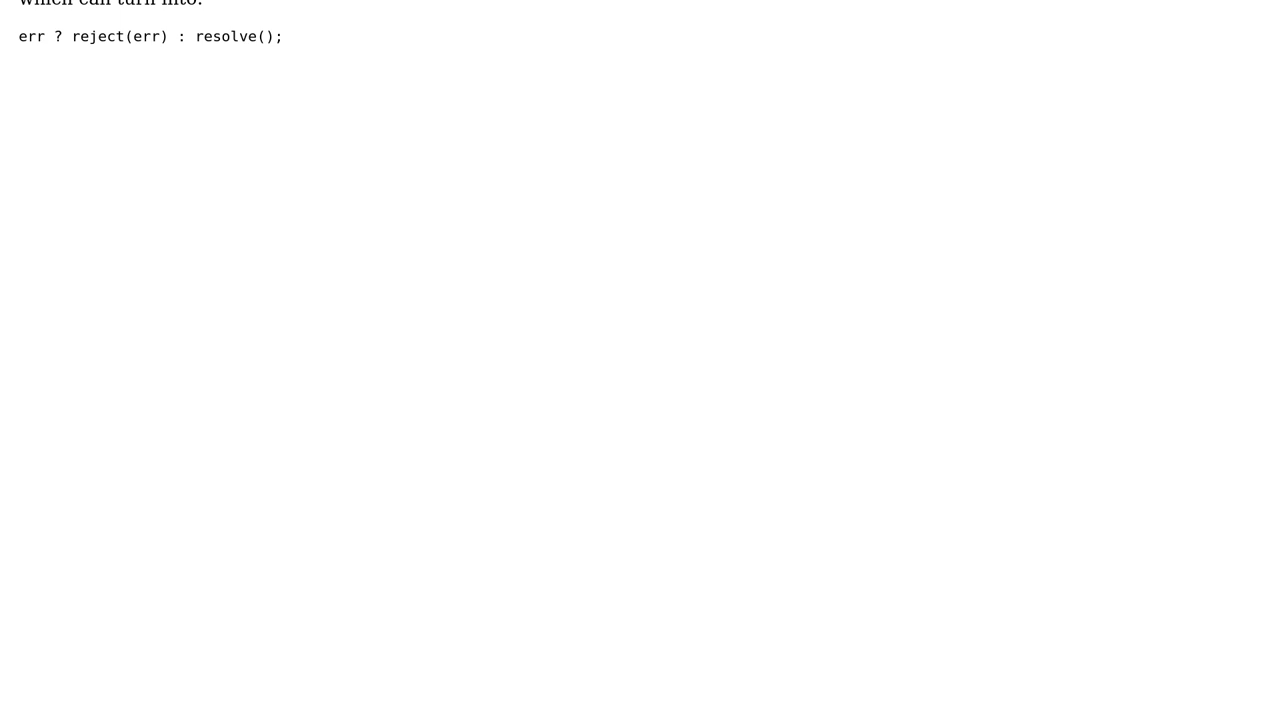 which can turn into:
err ? reject(err) : resolve();